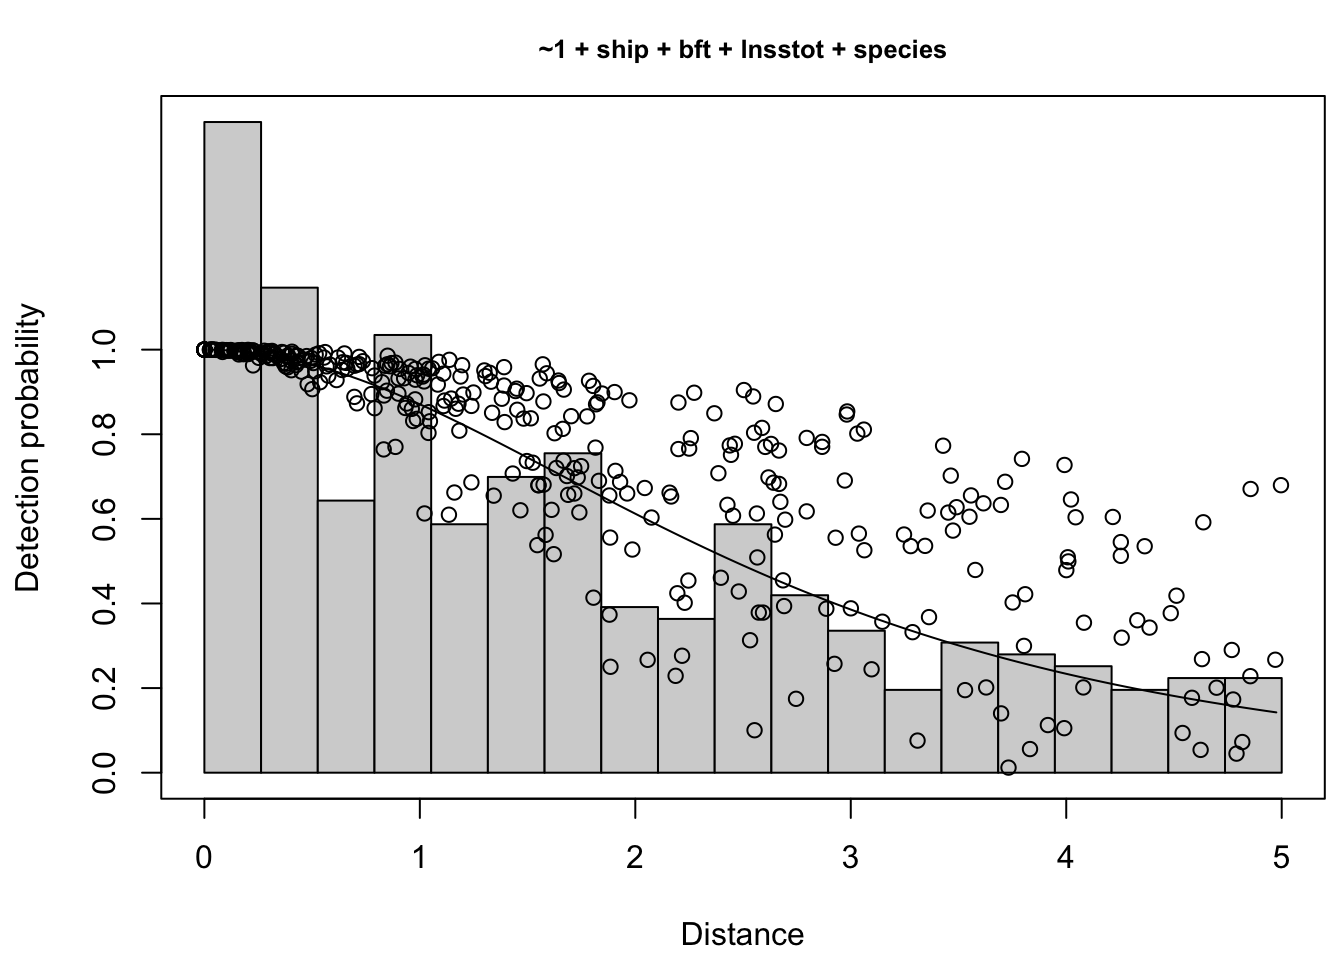 ~1 + ship + bft + lnsstot + species
Detection probability
1.0
0.8
0.6
0.4
0.2
0.0
0 1 2 3 4 5
Distance